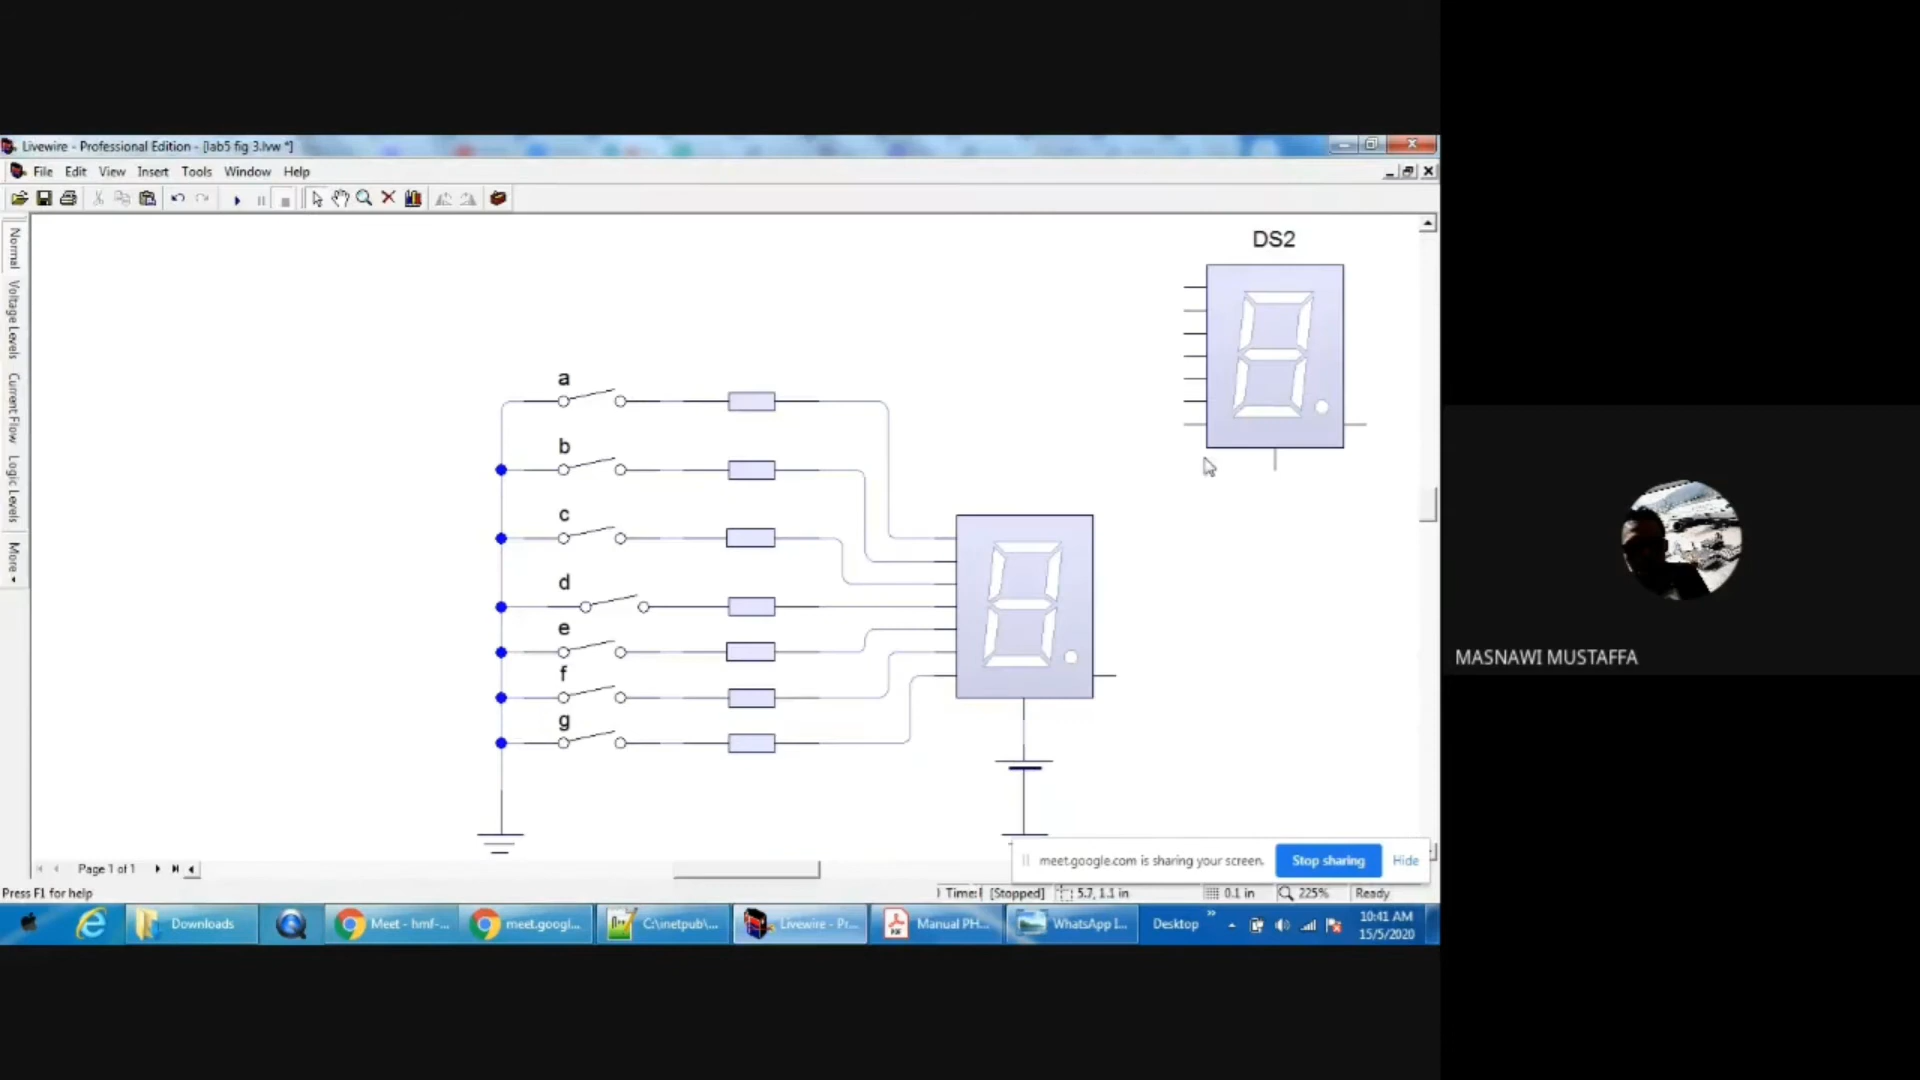 Livewire - Professional Edition - [lab5 fig 3.lvw *]
File Edit View Insert Tools Window Help
Normal
Voltage Levels
Current Flow
Logic Levels
More
DS2
a
b
c
d
e
f
g
MASNAWI MUSTAFFA
meet.google.com is sharing your screen.
Stop sharing
Hide
Page 1 of 1
Press F1 for help
Time: [Stopped] 5.7, 1.1 in 0.1 in 225% Ready
Downloads
Meet - hmf-...
meet.googl...
C:\inetpub\...
Livewire - Pr...
Manual PH...
WhatsApp I...
Desktop
10:41 AM
15/5/2020